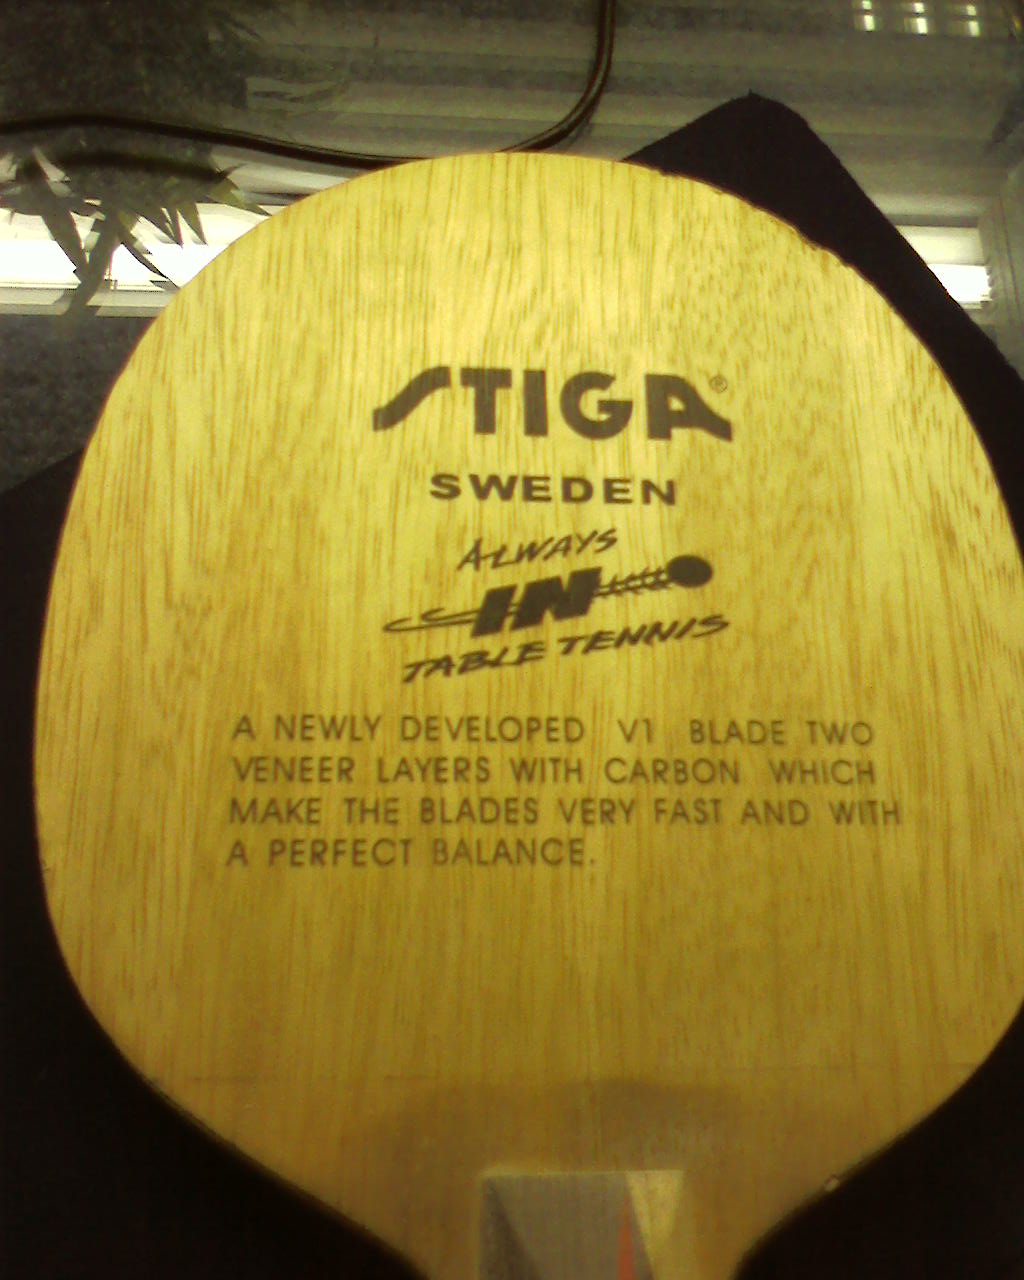 STIGA®
SWEDEN
ALWAYS
IN
TABLE TENNIS
A NEWLY DEVELOPED V1 BLADE TWO
VENEER LAYERS WITH CARBON WHICH
MAKE THE BLADES VERY FAST AND WITH
A PERFECT BALANCE.